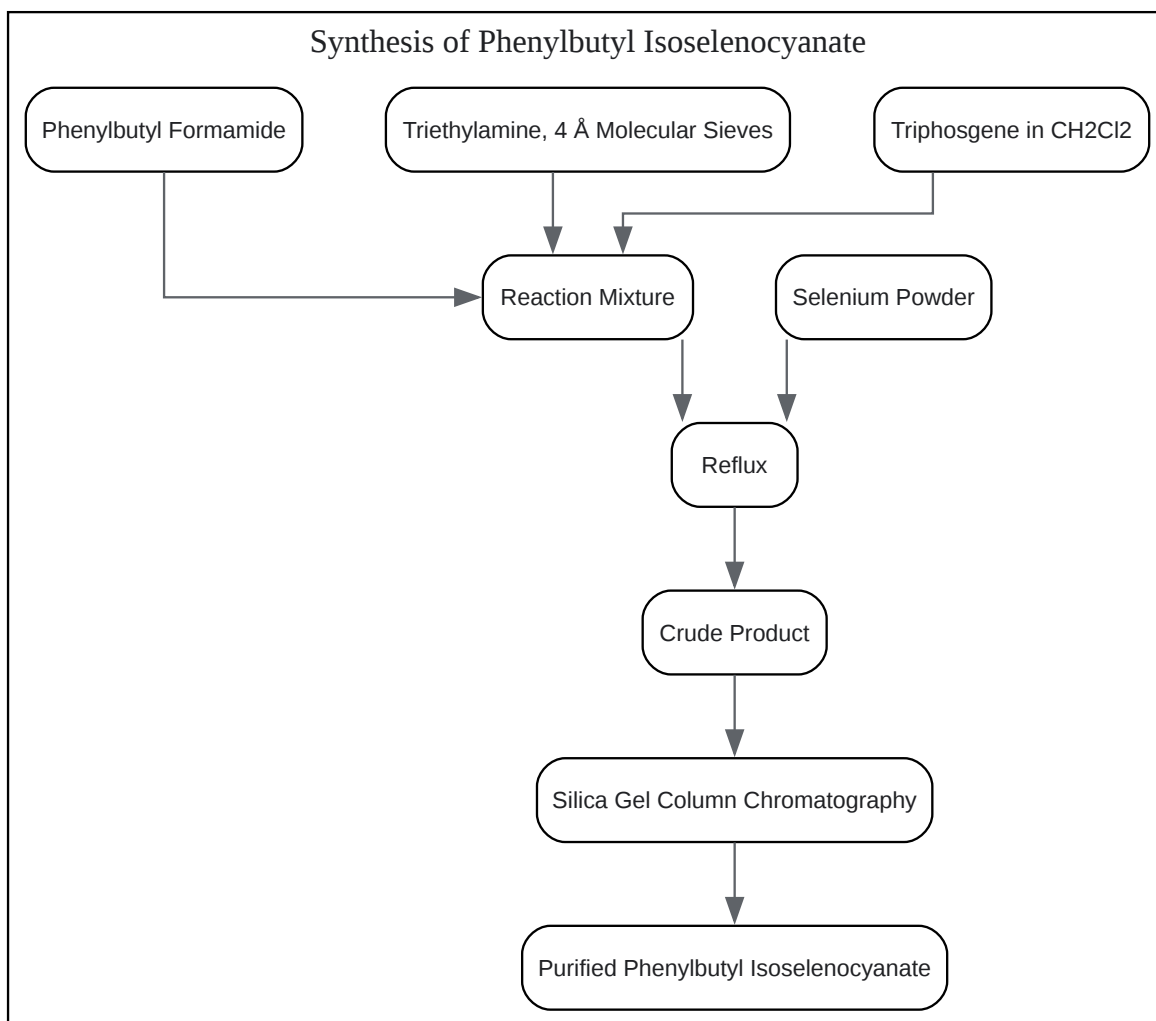 Synthesis of Phenylbutyl Isoselenocyanate
Phenylbutyl Formamide
Triethylamine, 4 Å Molecular Sieves
Triphosgene in CH2Cl2
Reaction Mixture
Selenium Powder
Reflux
Crude Product
Silica Gel Column Chromatography
Purified Phenylbutyl Isoselenocyanate